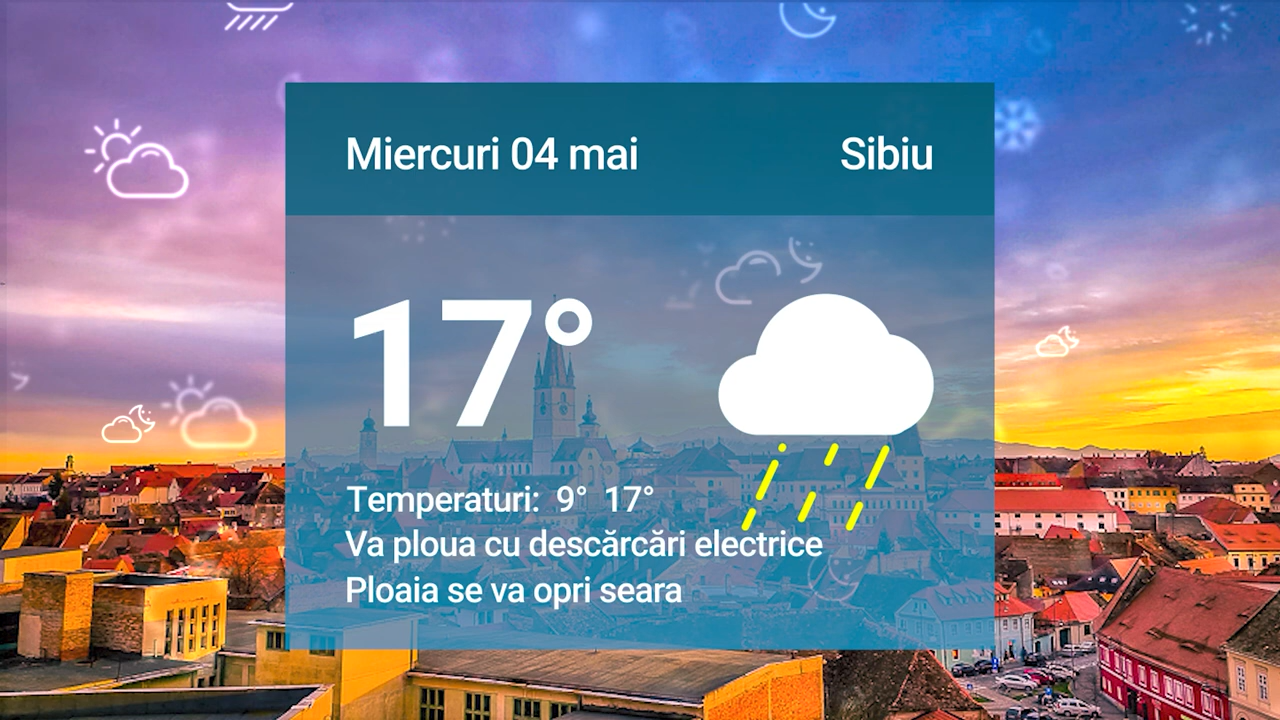 Miercuri 04 mai Sibiu
17°
Temperaturi: 9° 17°
Va ploua cu descărcări electrice
Ploaia se va opri seara